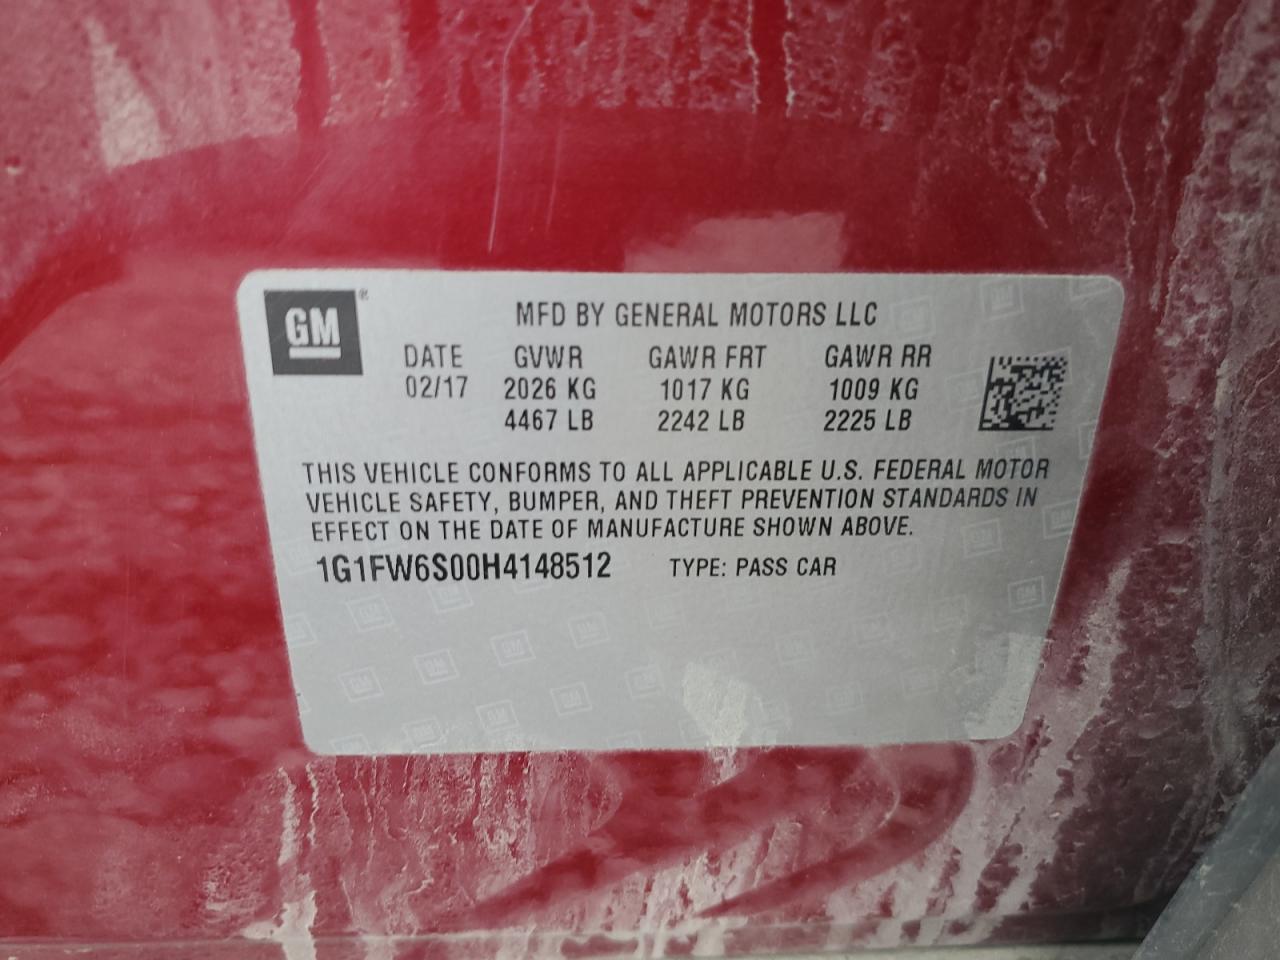 GM®
MFD BY GENERAL MOTORS LLC
DATE GVWR GAWR FRT GAWR RR
02/17 2026 KG 1017 KG 1009 KG
4467 LB 2242 LB 2225 LB
THIS VEHICLE CONFORMS TO ALL APPLICABLE U.S. FEDERAL MOTOR
VEHICLE SAFETY, BUMPER, AND THEFT PREVENTION STANDARDS IN
EFFECT ON THE DATE OF MANUFACTURE SHOWN ABOVE.
1G1FW6S00H4148512 TYPE: PASS CAR